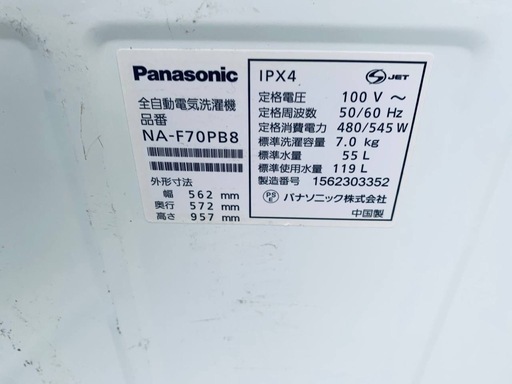 Panasonic
全自動電気洗濯機
品番
NA-F70PB8
外形寸法
幅 562 mm
奥行 572 mm
高さ 957 mm
IPX4
S JET
定格電圧 100 V ～
定格周波数 50/60 Hz
定格消費電力 480/545 W
標準洗濯容量 7.0 kg
標準水量 55 L
標準使用水量 119 L
製造番号 1562303352
PS E パナソニック株式会社
中国製